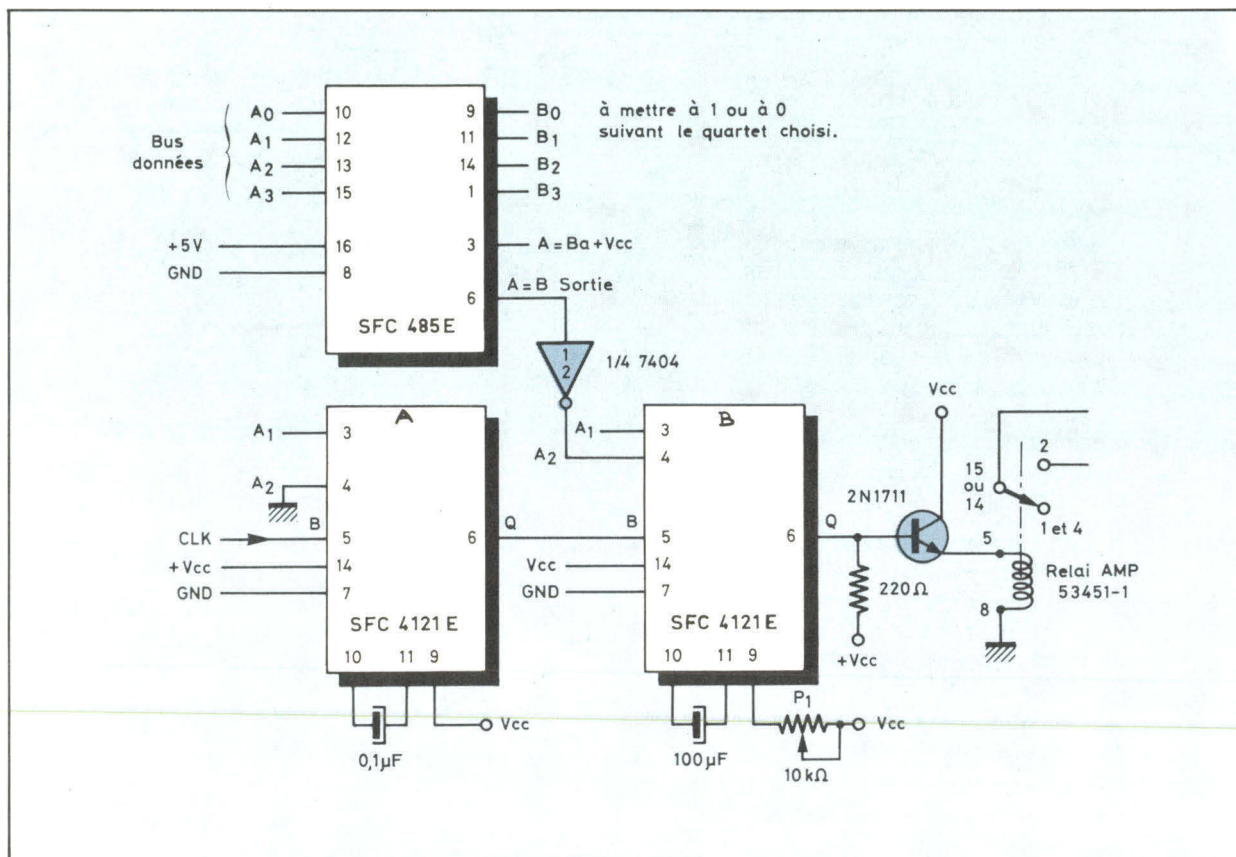 Bus
données
A0
A1
A2
A3
+5V
GND
10
12
13
15
16
8
9
11
14
1
3
6
SFC 485E
B0
B1
B2
B3
à mettre à 1 ou à 0
suivant le quartet choisi.
A=Ba+Vcc
A=B Sortie
1
2
1/4 7404
A
A1
A2
B
CLK
+Vcc
GND
3
4
5
14
7
6
Q
SFC 4121E
10 11 9
0,1µF
Vcc
B
A1
A2
B
Vcc
GND
3
4
5
14
7
6
Q
SFC 4121E
10 11 9
100µF
P1
10kΩ
Vcc
2N1711
Vcc
220Ω
+Vcc
15
ou
14
2
1 et 4
5
8
Relai AMP
53451-1